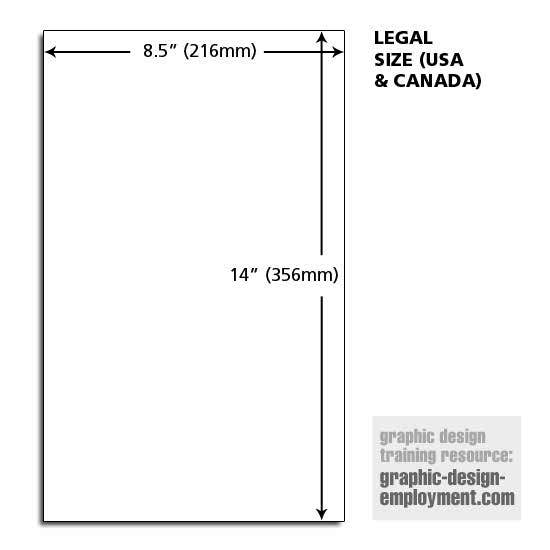 8.5” (216mm)
LEGAL
SIZE (USA
& CANADA)
14” (356mm)
graphic design
training resource:
graphic-design-
employment.com